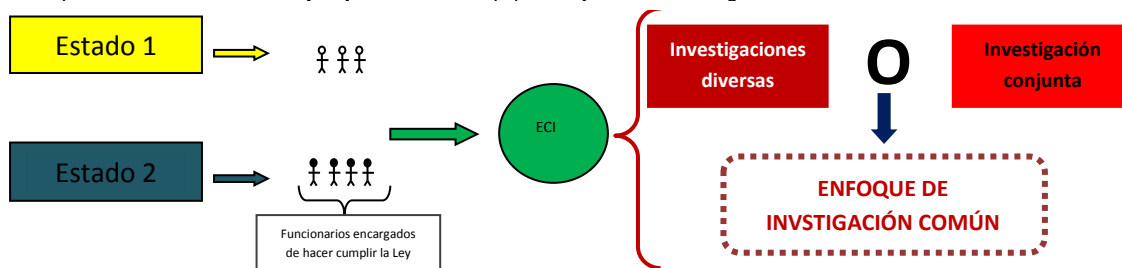 Estado 1
Estado 2
Funcionarios encargados
de hacer cumplir la Ley
ECI
Investigaciones
diversas
O
Investigación
conjunta
ENFOQUE DE
INVSTIGACIÓN COMÚN